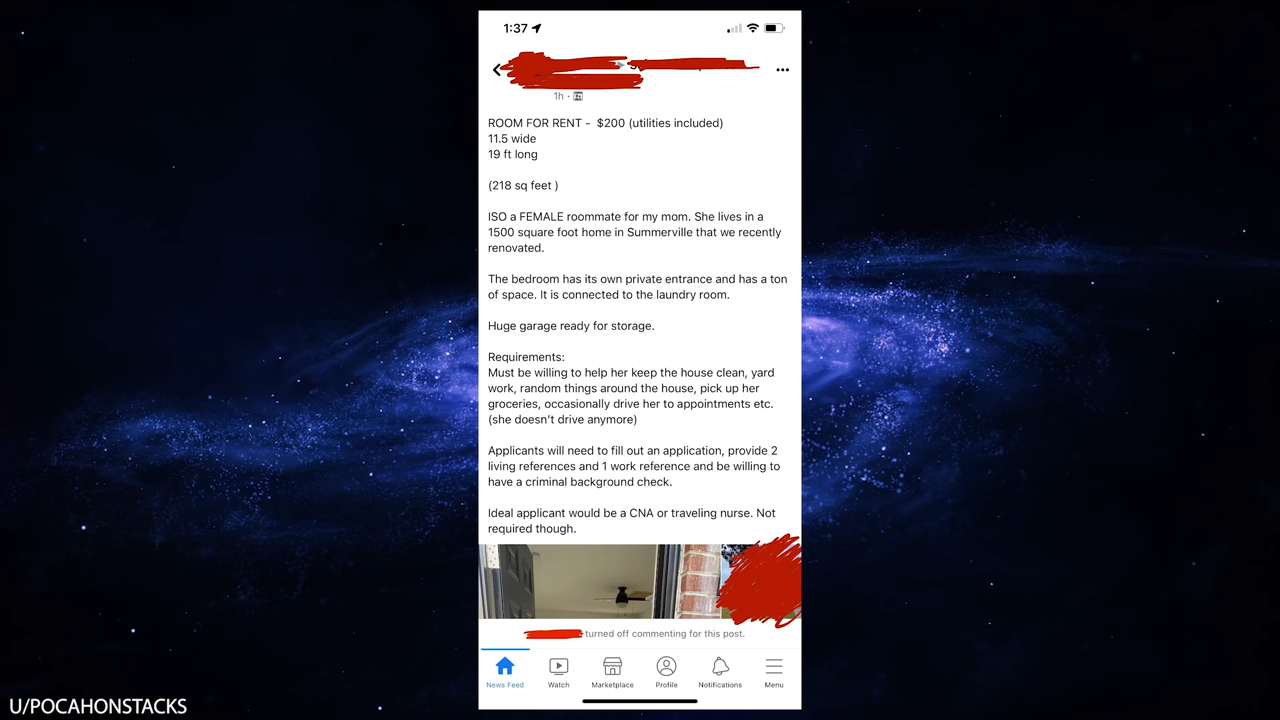 1:37
1h ·
ROOM FOR RENT - $200 (utilities included)
11.5 wide
19 ft long
(218 sq feet )
ISO a FEMALE roommate for my mom. She lives in a
1500 square foot home in Summerville that we recently
renovated.
The bedroom has its own private entrance and has a ton
of space. It is connected to the laundry room.
Huge garage ready for storage.
Requirements:
Must be willing to help her keep the house clean, yard
work, random things around the house, pick up her
groceries, occasionally drive her to appointments etc.
(she doesn’t drive anymore)
Applicants will need to fill out an application, provide 2
living references and 1 work reference and be willing to
have a criminal background check.
Ideal applicant would be a CNA or traveling nurse. Not
required though.
turned off commenting for this post.
News Feed Watch Marketplace Profile Notifications Menu
U/POCAHONSTACKS